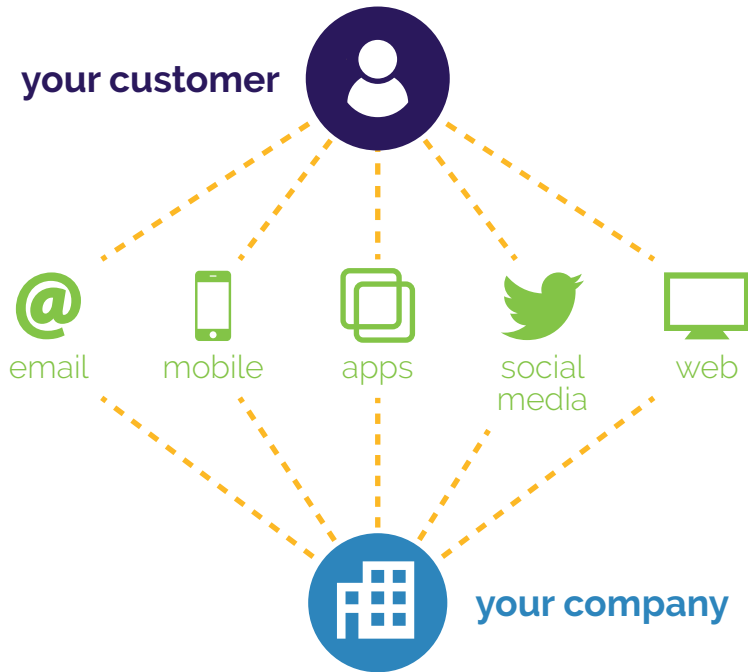 your customer
@
email
mobile
apps
social
media
web
your company